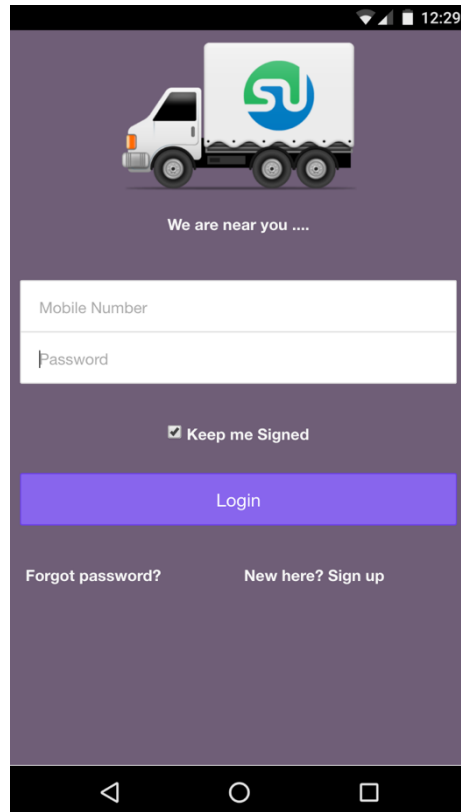 12:29
SU
We are near you ....
Mobile Number
Password
Keep me Signed
Login
Forgot password? New here? Sign up